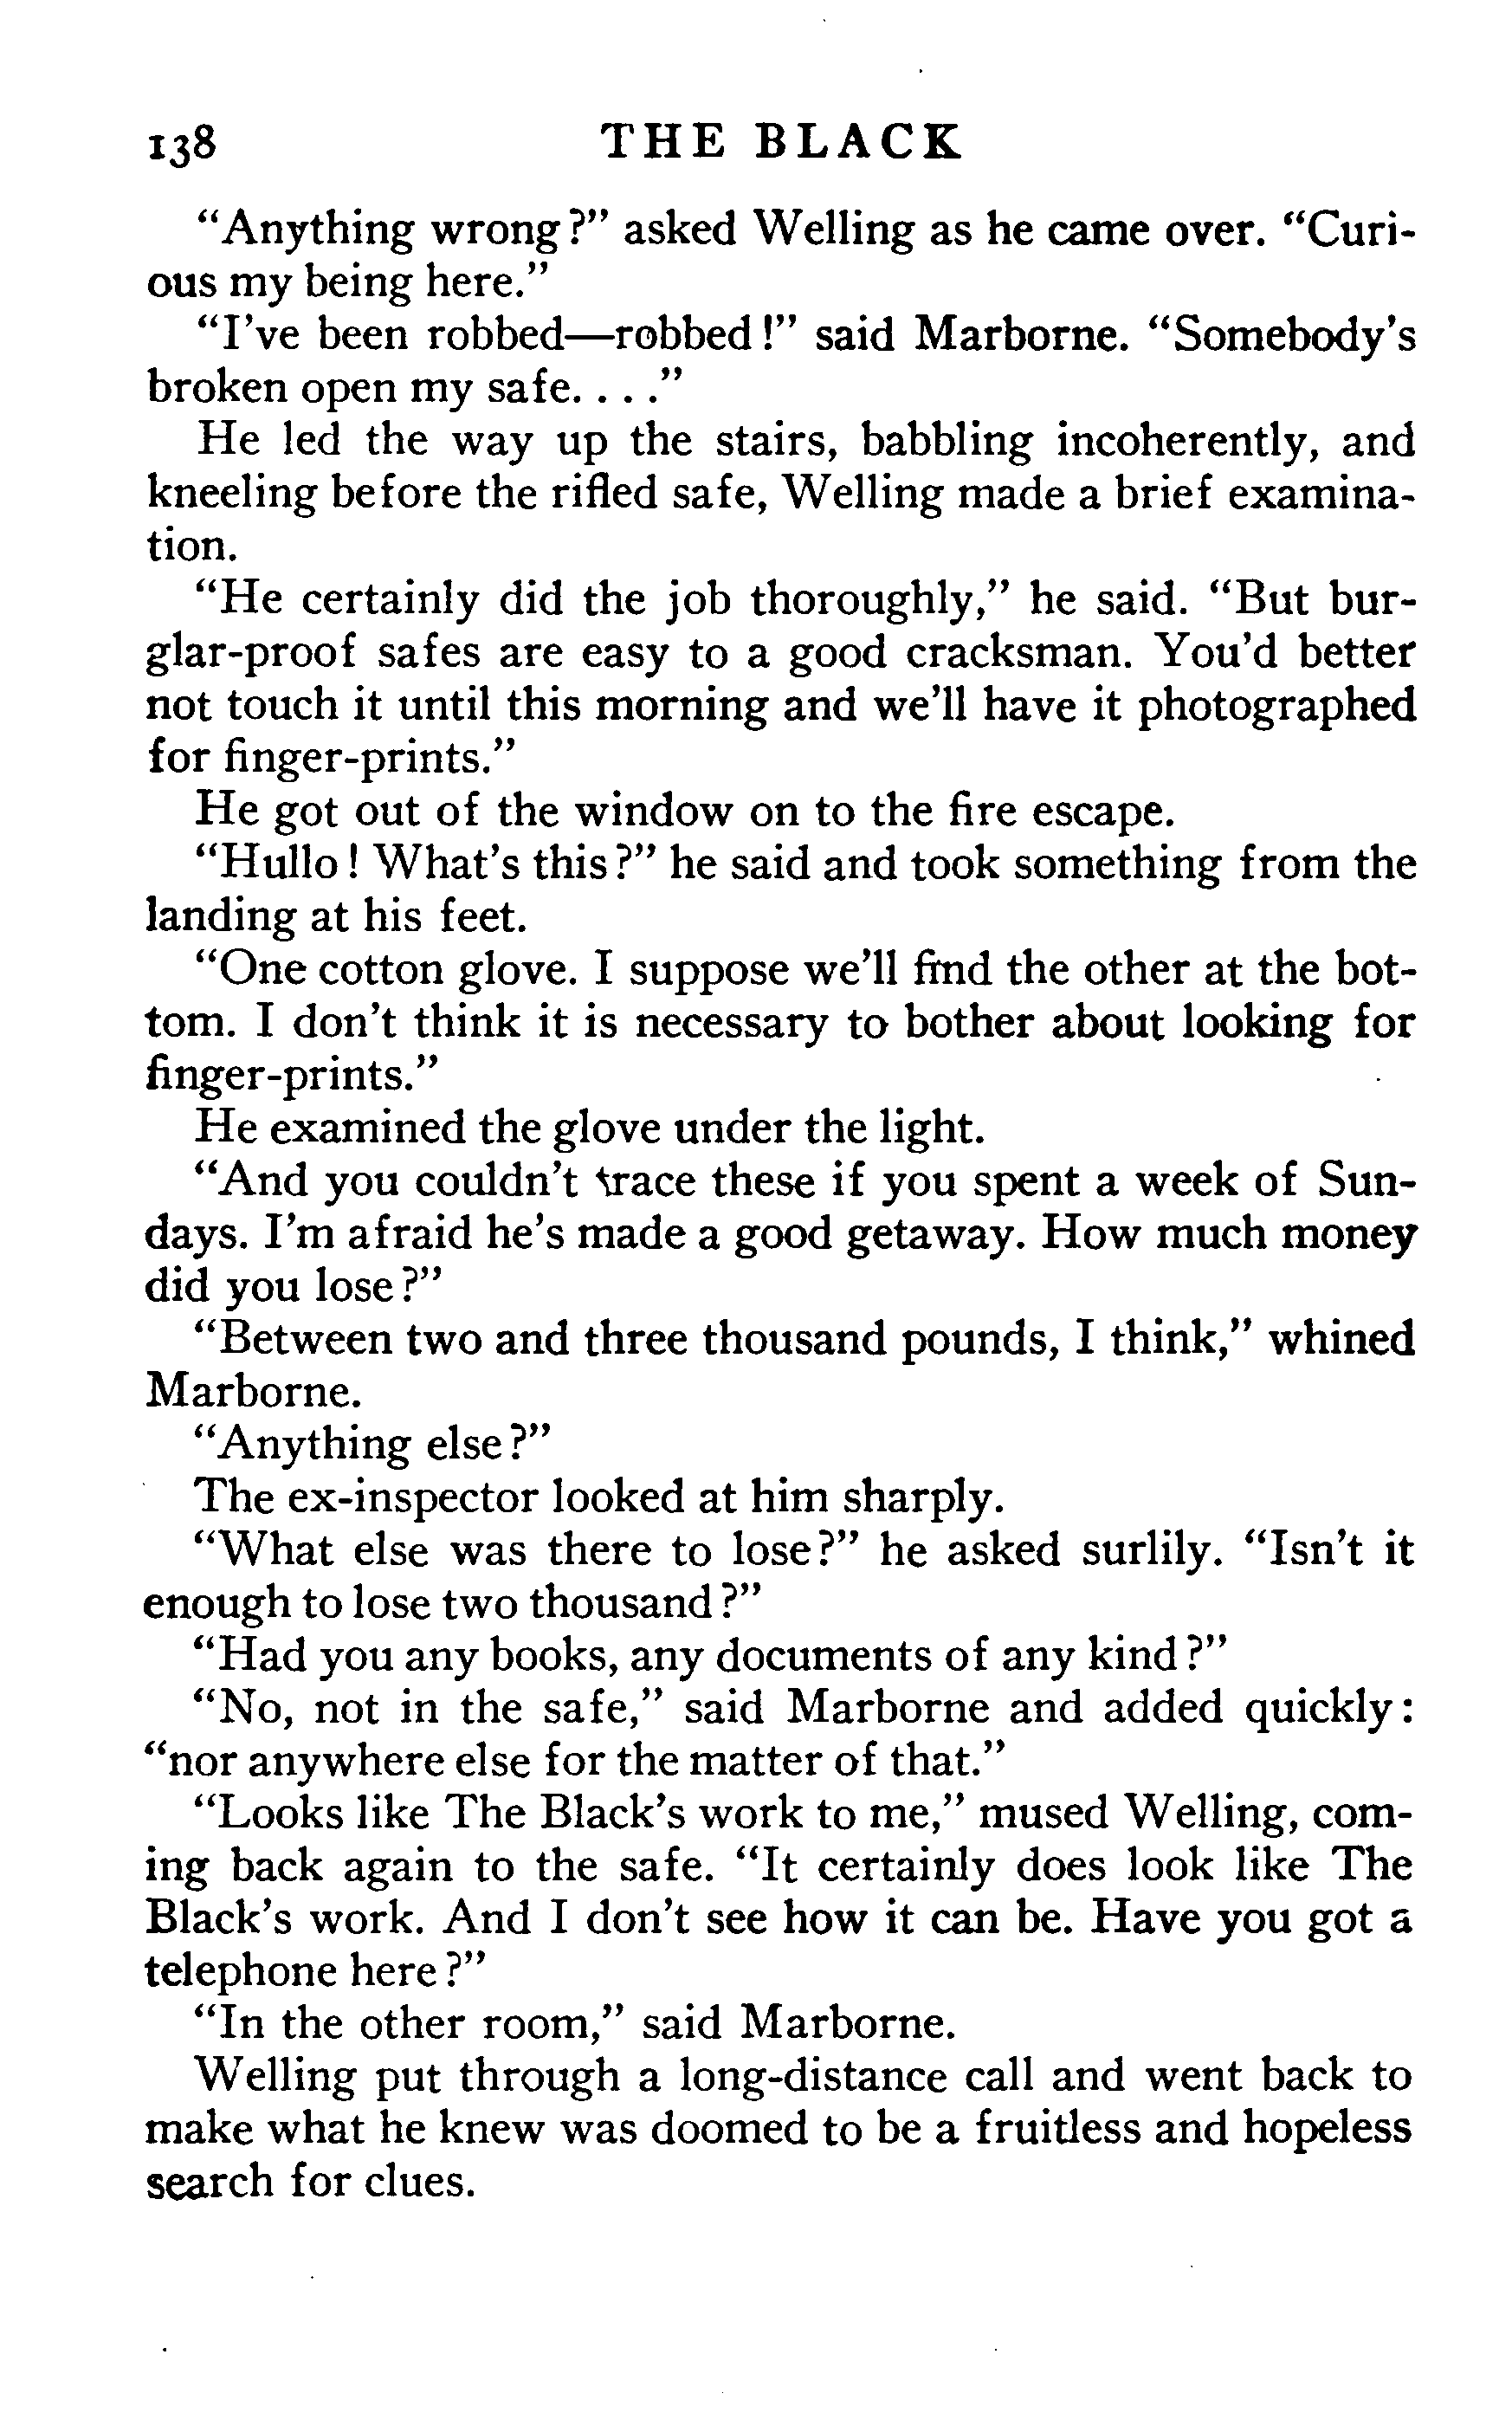 138 THE BLACK
“Anything wrong?” asked Welling as he came over. “Curi-
ous my being here.”
“I've been robbed—robbed!” said Marborne. “Somebody's
broken open my safe. . . .”
He led the way up the stairs, babbling incoherently, and
kneeling before the rifled safe, Welling made a brief examina-
tion.
“He certainly did the job thoroughly,” he said. “But bur-
glar-proof safes are easy to a good cracksman. You'd better
not touch it until this morning and we'll have it photographed
for finger-prints.”
He got out of the window on to the fire escape.
“Hullo! What's this?” he said and took something from the
landing at his feet.
“One cotton glove. I suppose we'll find the other at the bot-
tom. I don't think it is necessary to bother about looking for
finger-prints.”
He examined the glove under the light.
“And you couldn't trace these if you spent a week of Sun-
days. I'm afraid he's made a good getaway. How much money
did you lose?”
“Between two and three thousand pounds, I think,” whined
Marborne.
“Anything else?”
The ex-inspector looked at him sharply.
“What else was there to lose?” he asked surlily. “Isn't it
enough to lose two thousand?”
“Had you any books, any documents of any kind?”
“No, not in the safe,” said Marborne and added quickly:
“nor anywhere else for the matter of that.”
“Looks like The Black's work to me,” mused Welling, com-
ing back again to the safe. “It certainly does look like The
Black's work. And I don't see how it can be. Have you got a
telephone here?”
“In the other room,” said Marborne.
Welling put through a long-distance call and went back to
make what he knew was doomed to be a fruitless and hopeless
search for clues.